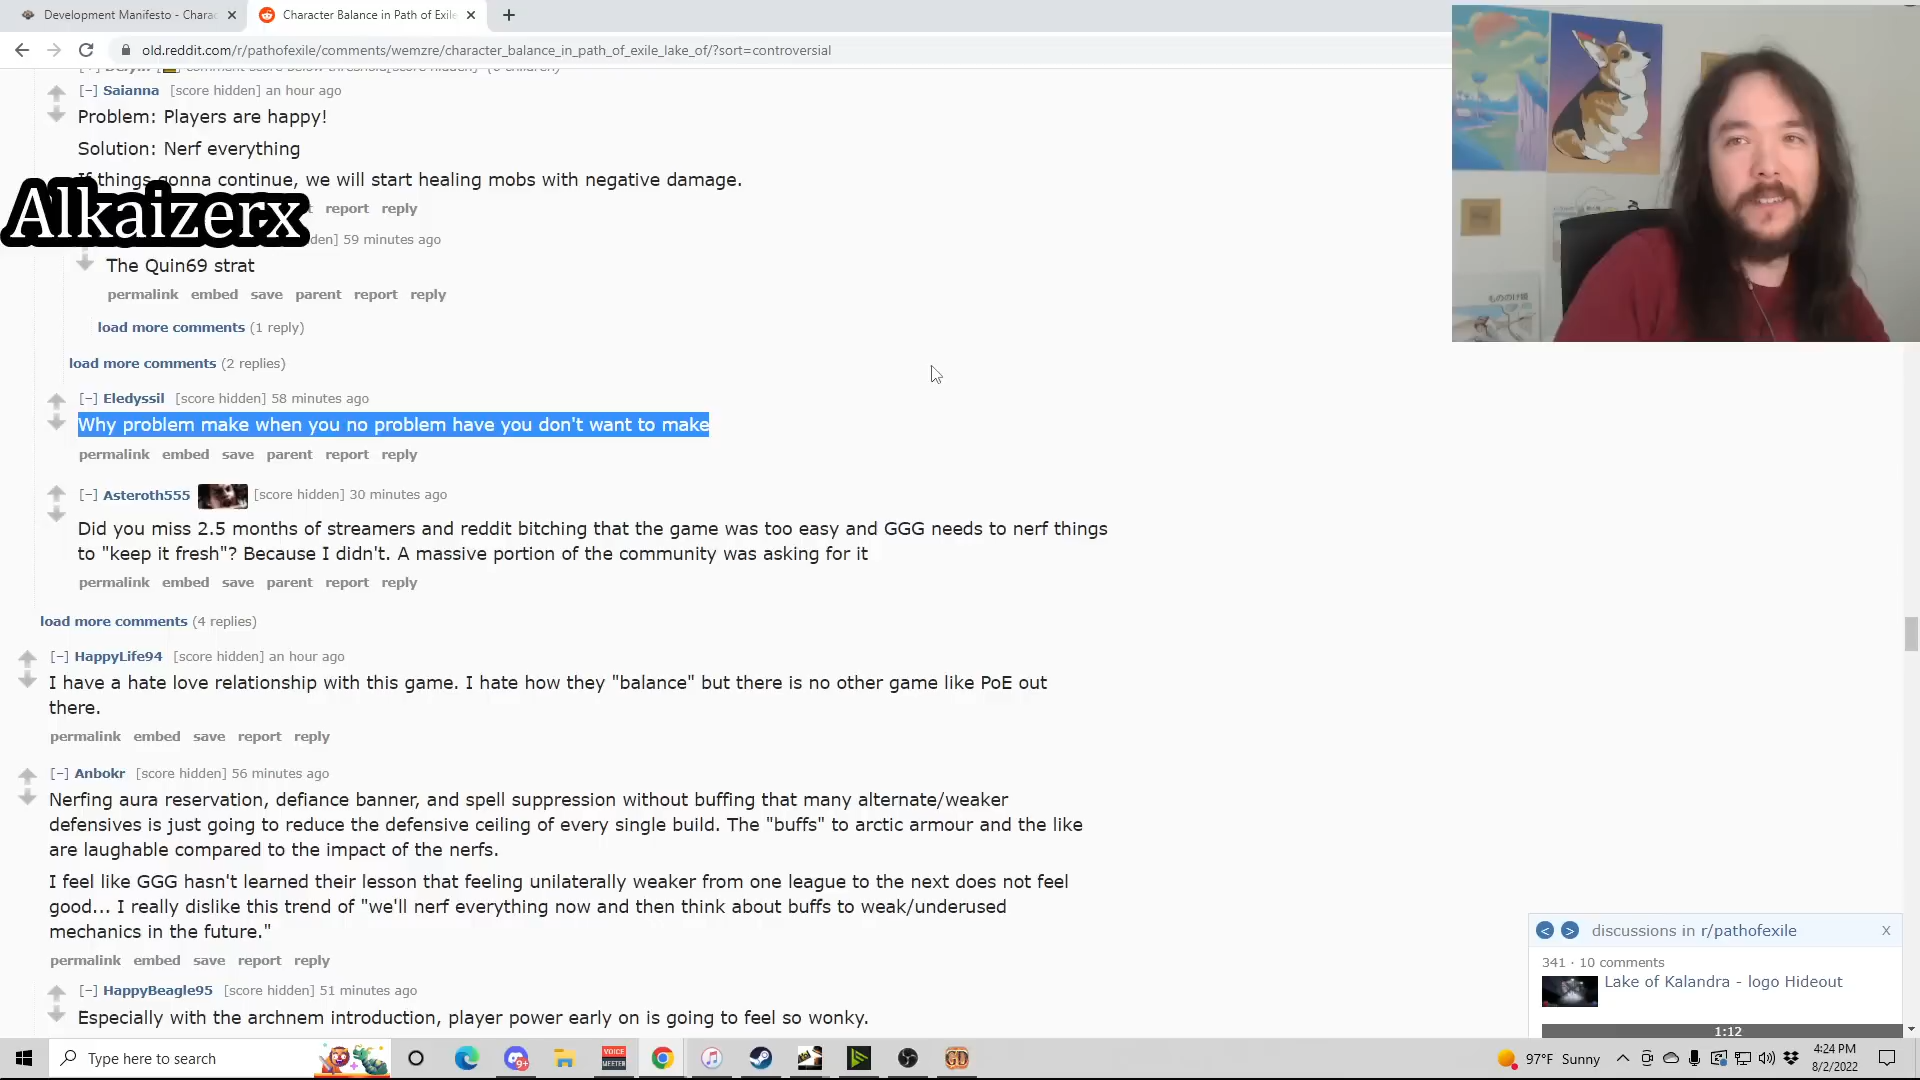 Development Manifesto - Charac
Character Balance in Path of Exile
old.reddit.com/r/pathofexile/comments/wemzre/character_balance_in_path_of_exile_lake_of/?sort=controversial
[–] Saianna [score hidden] an hour ago
Problem: Players are happy!
Solution: Nerf everything
If things gonna continue, we will start healing mobs with negative damage.
Alkaizerx
report reply
59 minutes ago
The Quin69 strat
permalink embed save parent report reply
load more comments (1 reply)
load more comments (2 replies)
[–] Eledyssil [score hidden] 58 minutes ago
Why problem make when you no problem have you don't want to make
permalink embed save parent report reply
[–] Asteroth555 [score hidden] 30 minutes ago
Did you miss 2.5 months of streamers and reddit bitching that the game was too easy and GGG needs to nerf things
to "keep it fresh"? Because I didn't. A massive portion of the community was asking for it
permalink embed save parent report reply
load more comments (4 replies)
[–] HappyLife94 [score hidden] an hour ago
I have a hate love relationship with this game. I hate how they "balance" but there is no other game like PoE out
there.
permalink embed save report reply
[–] Anbokr [score hidden] 56 minutes ago
Nerfing aura reservation, defiance banner, and spell suppression without buffing that many alternate/weaker
defensives is just going to reduce the defensive ceiling of every single build. The "buffs" to arctic armour and the like
are laughable compared to the impact of the nerfs.
I feel like GGG hasn't learned their lesson that feeling unilaterally weaker from one league to the next does not feel
good... I really dislike this trend of "we'll nerf everything now and then think about buffs to weak/underused
mechanics in the future."
permalink embed save report reply
[–] HappyBeagle95 [score hidden] 51 minutes ago
Especially with the archnem introduction, player power early on is going to feel so wonky.
discussions in r/pathofexile X
341 · 10 comments
Lake of Kalandra - logo Hideout
1:12
Type here to search
VOICE
MEETER
GD
97°F Sunny
4:24 PM
8/2/2022